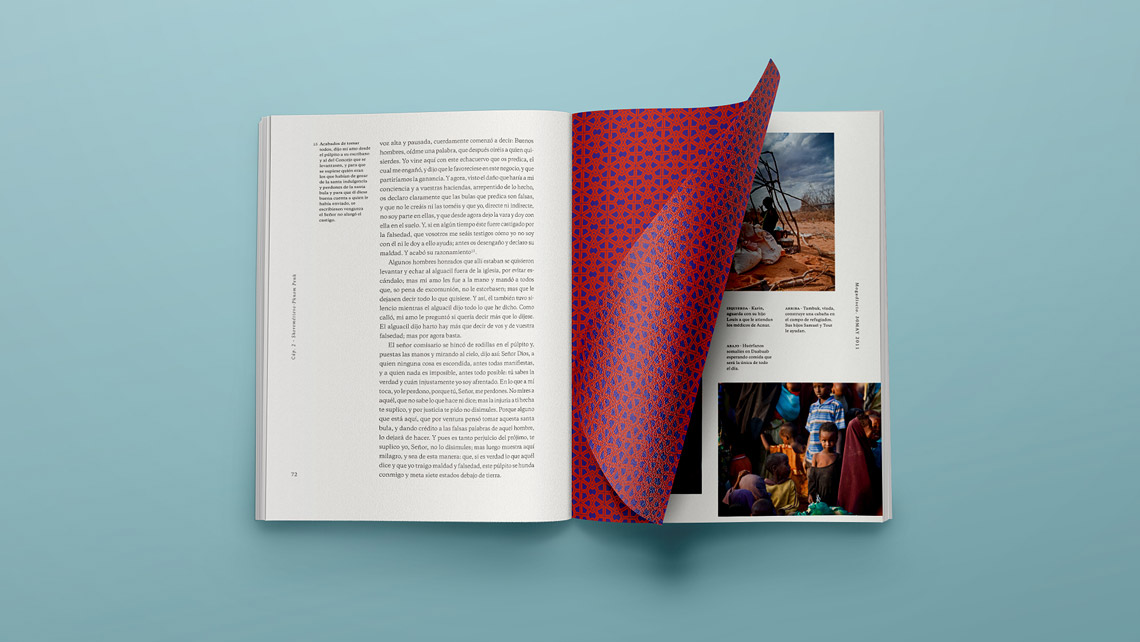 13 Acabados de tomar
todos, dijo mi amo desde
el púlpito a su escribano
y al del Concejo que se
levantasen, y para que
se supiese quién eran
los que habían de gozar
de la santa indulgencia
y perdones de la santa
bula y para que él diese
buena cuenta a quien le
había enviado, se
escribiesen venganza
el Señor no alargó el
castigo.
voz alta y pausada, cuerdamente comenzó a decir: Buenos
hombres, oídme una palabra, que después oiréis a quien qui-
sierdes. Yo vine aquí con este echacuervo que os predica, el
cual me engañó, y dijo que le favoreciese en este negocio, y que
partiríamos la ganancia. Y agora, visto el daño que haría a mi
conciencia y a vuestras haciendas, arrepentido de lo hecho,
os declaro claramente que las bulas que predica son falsas,
y que no le creáis ni las toméis y que yo, directe ni indirecte,
no soy parte en ellas, y que desde agora dejo la vara y doy con
ella en el suelo. Y, si en algún tiempo éste fuere castigado por
la falsedad, que vosotros me seáis testigos cómo yo no soy
con él ni le doy a ello ayuda; antes os desengaño y declaro su
maldad. Y acabó su razonamiento13.
Algunos hombres honrados que allí estaban se quisieron
levantar y echar al alguacil fuera de la iglesia, por evitar es-
cándalo; mas mi amo les fue a la mano y mandó a todos
que, so pena de excomunión, no le estorbasen; mas que le
dejasen decir todo lo que quisiese. Y así, él también tuvo si-
lencio mientras el alguacil dijo todo lo que he dicho. Como
calló, mi amo le preguntó si quería decir más que lo dijese.
El alguacil dijo harto hay más que decir de vos y de vuestra
falsedad; mas por agora basta.
El señor comisario se hincó de rodillas en el púlpito y,
puestas las manos y mirando al cielo, dijo así: Señor Dios, a
quien ninguna cosa es escondida, antes todas manifiestas,
y a quien nada es imposible, antes todo posible: tú sabes la
verdad y cuán injustamente yo soy afrentado. En lo que a mí
toca, yo le perdono, porque tú, Señor, me perdones. No mires a
aquél, que no sabe lo que hace ni dice; mas la injuria a ti hecha
te suplico, y por justicia te pido no disimules. Porque alguno
que está aquí, que por ventura pensó tomar aquesta santa
bula, y dando crédito a las falsas palabras de aquel hombre,
lo dejará de hacer. Y pues es tanto perjuicio del prójimo, te
suplico yo, Señor, no lo disimules; mas luego muestra aquí
milagro, y sea de esta manera: que, si es verdad lo que aquél
dice y que yo traigo maldad y falsedad, este púlpito se hunda
conmigo y meta siete estados debajo de tierra.
Cap. 2 · Skoromóistvo Phnom Penh
72
IZQUIERDA · Karin,
aguarda con su hijo
Louis a que le atiendan
los médicos de Acnur.
ARRIBA · Tambuk, viuda,
construye una cabaña en
el campo de refugiados.
Sus hijos Samuel y Tout
le ayudan.
ABAJO · Huérfanos
somalíes en Daabaab
esperando comida que
será la única de todo
el día.
Mogadiscio, SOMAY 2011